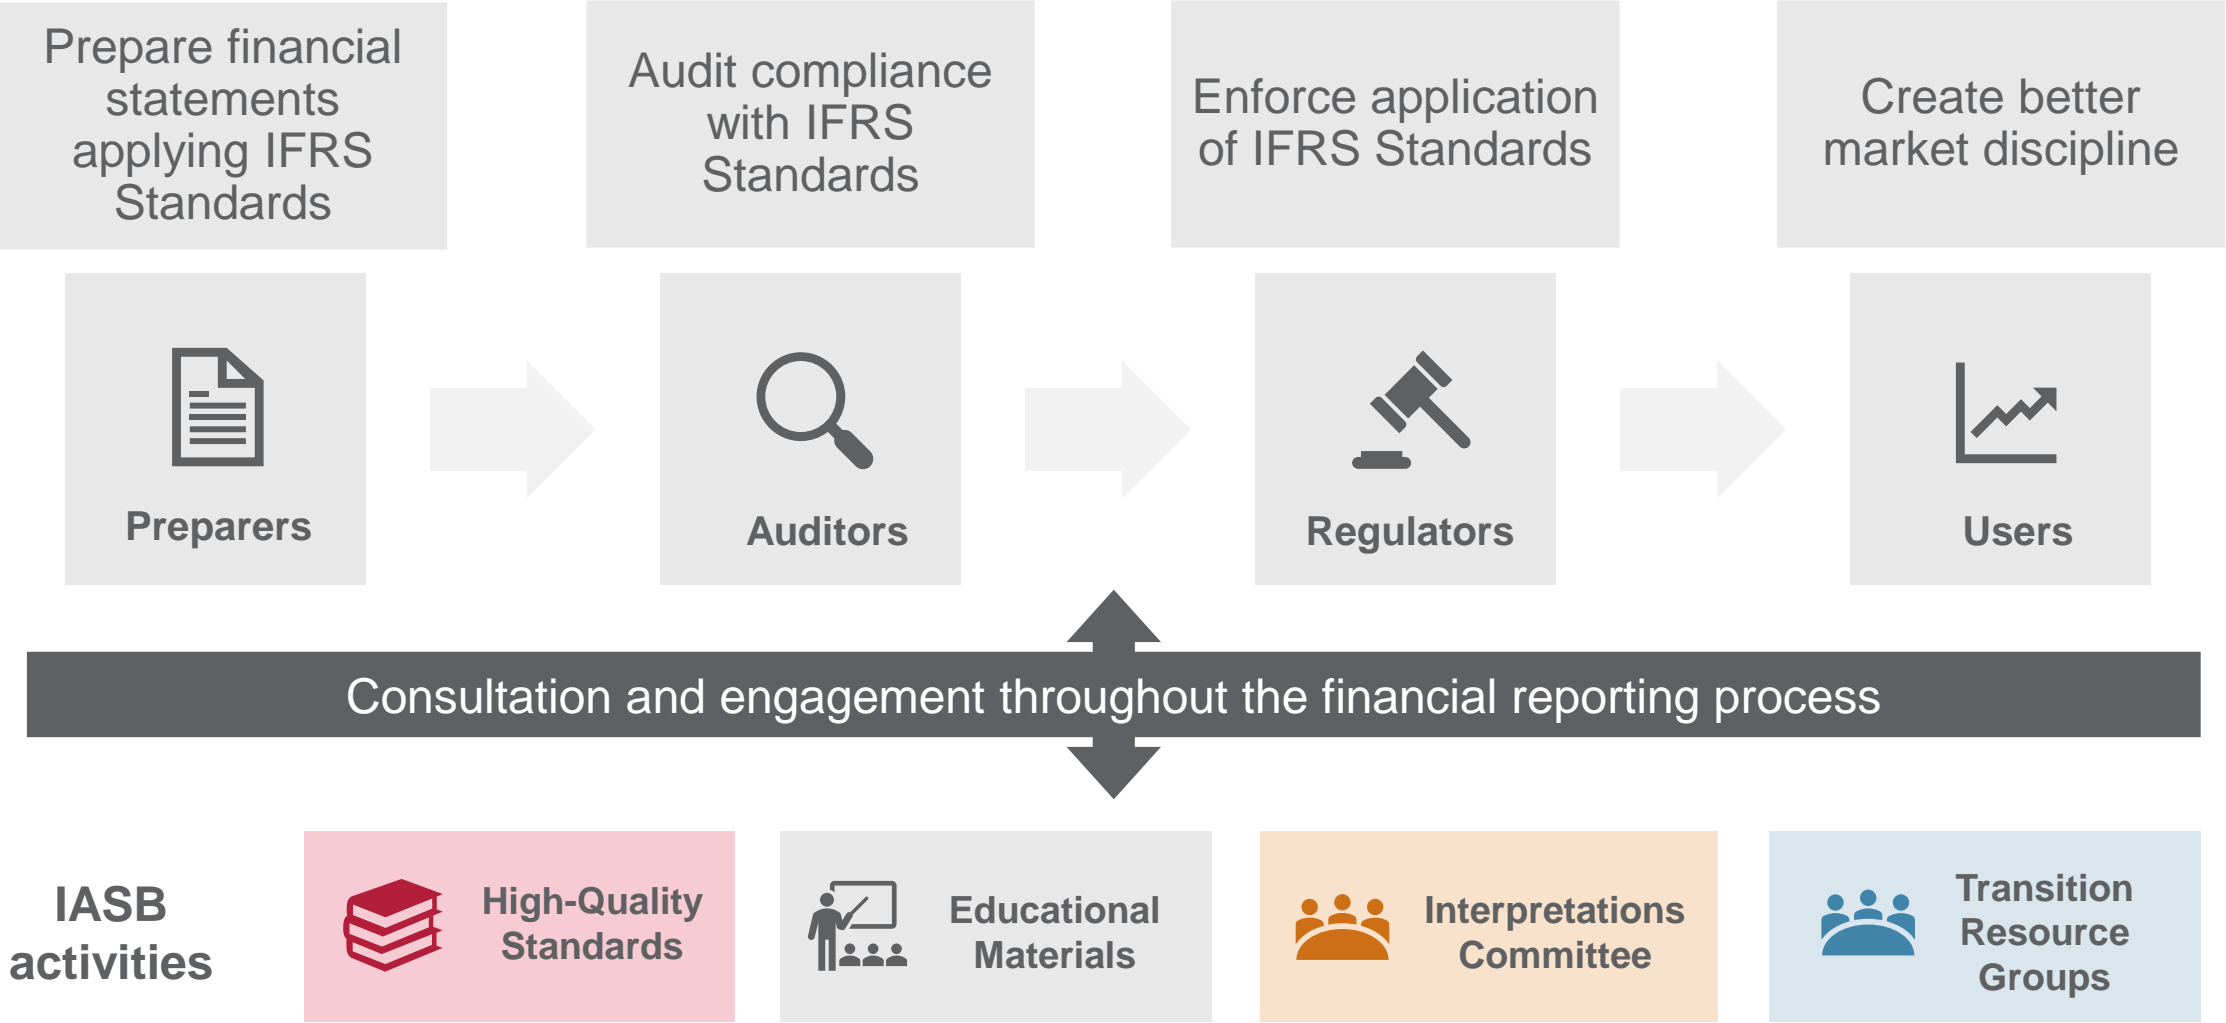 Prepare financial
statements
applying IFRS
Standards
Audit compliance
with IFRS
Standards
Enforce application
of IFRS Standards
Create better
market discipline
Preparers
Auditors
Regulators
Users
Consultation and engagement throughout the financial reporting process
IASB
activities
High-Quality
Standards
Educational
Materials
Interpretations
Committee
Transition
Resource
Groups